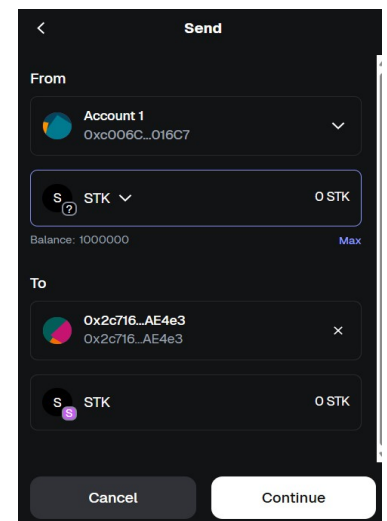 Send
From
Account 1
0xc006C...016C7
S ? STK 0 STK
Balance: 1000000 Max
To
0x2c716...AE4e3
0x2c716...AE4e3
S S STK 0 STK
Cancel Continue